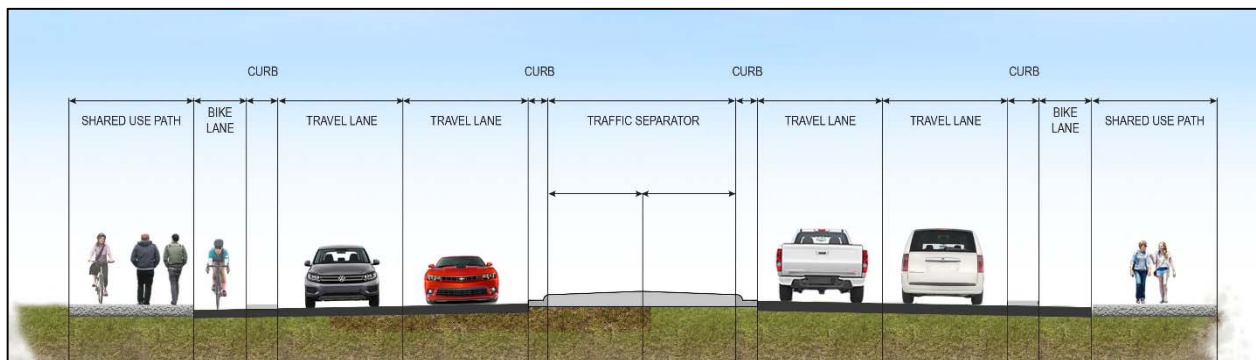 CURB
CURB
CURB
CURB
SHARED USE PATH
BIKE
LANE
TRAVEL LANE
TRAVEL LANE
TRAFFIC SEPARATOR
TRAVEL LANE
TRAVEL LANE
BIKE
LANE
SHARED USE PATH